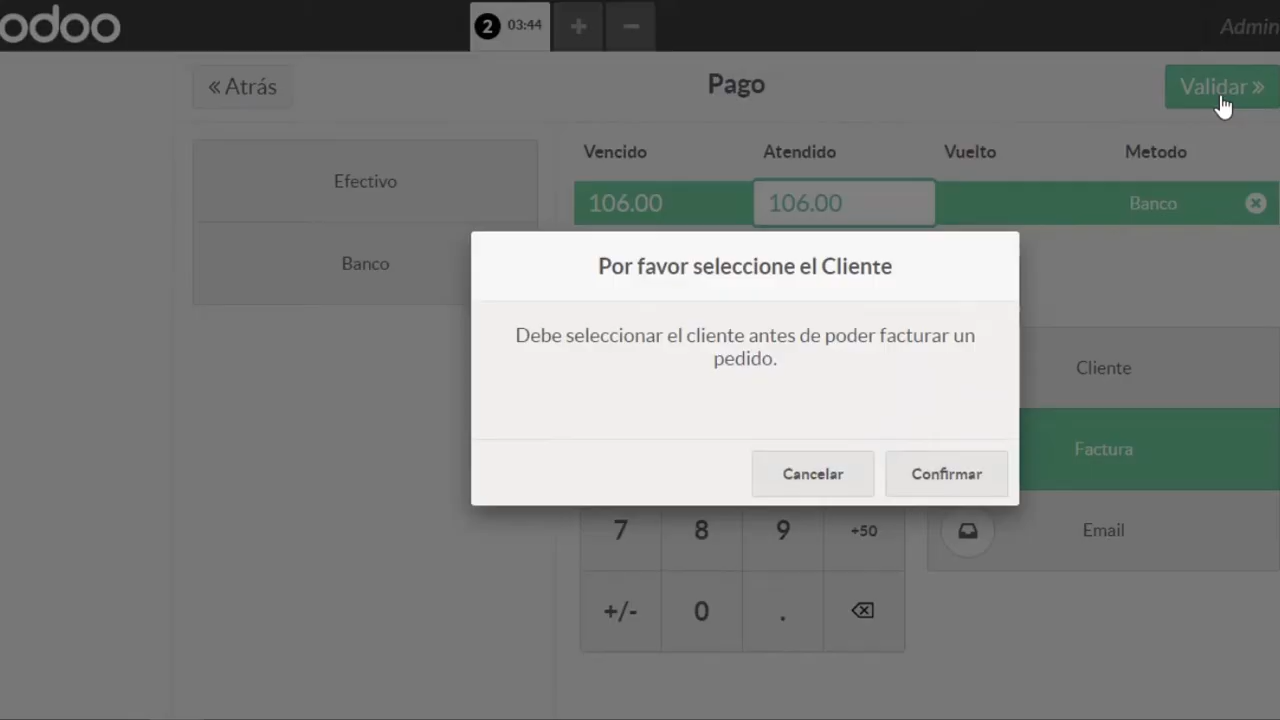 odoo
2 03:44 + −
Admin
« Atrás
Pago
Validar »
Vencido Atendido Vuelto Metodo
106.00 106.00 Banco
Efectivo
Banco
Por favor seleccione el Cliente
Debe seleccionar el cliente antes de poder facturar un
pedido.
Cancelar Confirmar
Cliente
Factura
Email
7 8 9 +50
+/- 0 .